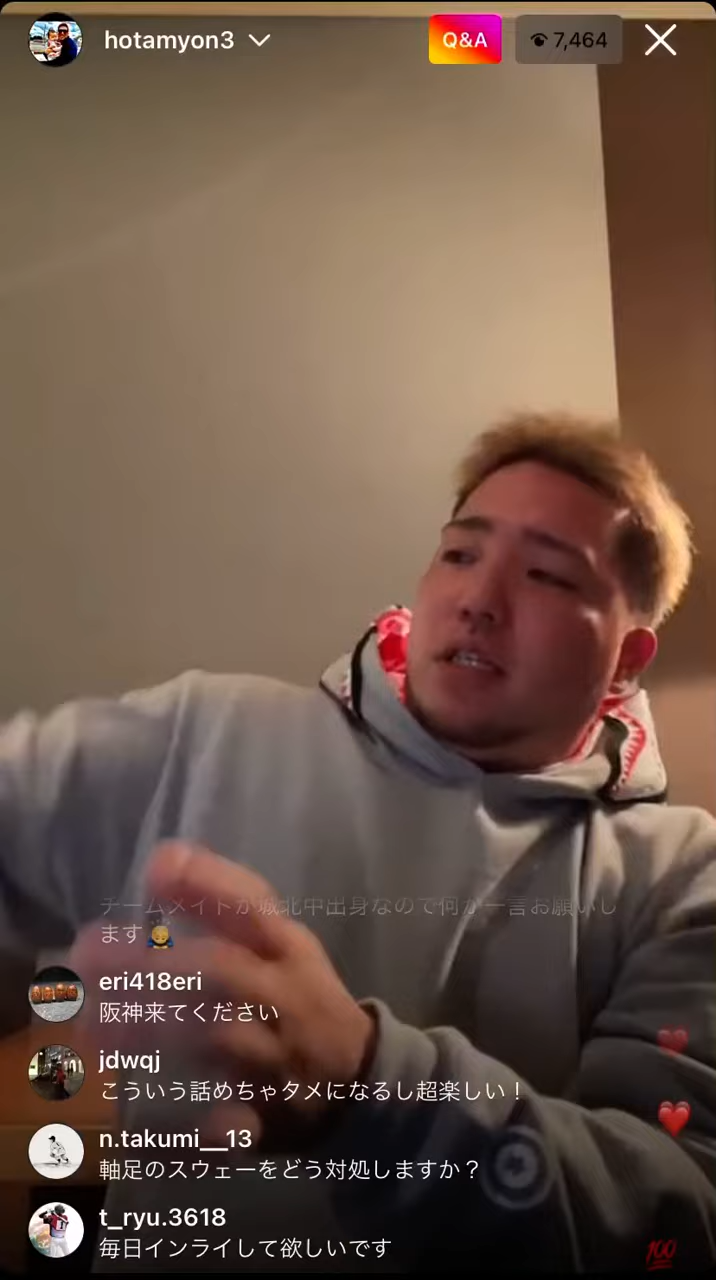 hotamyon3
Q&A
7,464
チームメイトが城北中出身なので何か一言お願いし
ます🙇
eri418eri
阪神来てください
jdwqj
こういう話めちゃタメになるし超楽しい！
n.takumi__13
軸足のスウェーをどう対処しますか？
t_ryu.3618
毎日インライして欲しいです
💯